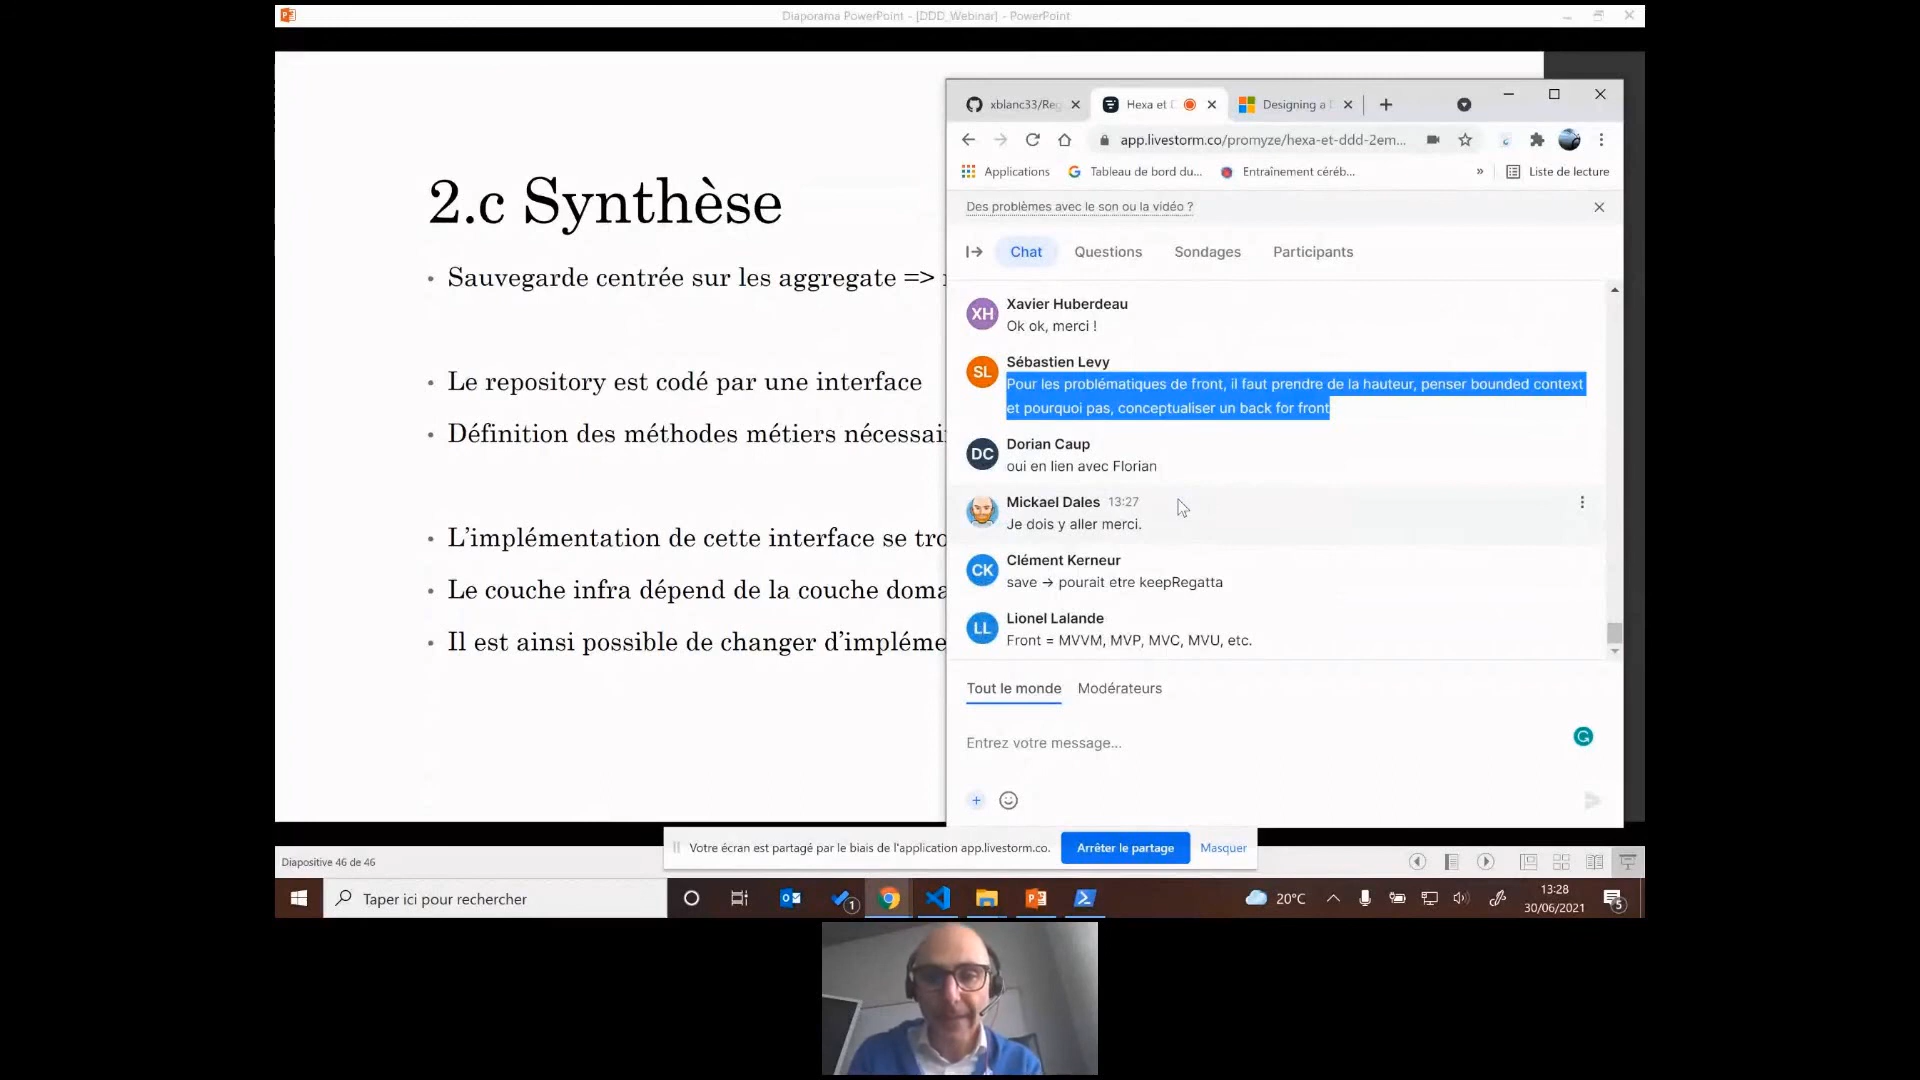 Diaporama PowerPoint - [DDD_Webinar] - PowerPoint
2.c Synthèse
• Sauvegarde centrée sur les aggregate =>
• Le repository est codé par une interface
• Définition des méthodes métiers nécessai
• L'implémentation de cette interface se tro
• Le couche infra dépend de la couche doma
• Il est ainsi possible de changer d'impléme
xblanc33/Reg
Hexa et
Designing a
app.livestorm.co/promyze/hexa-et-ddd-2em...
Applications
Tableau de bord du...
Entraînement céréb...
»
Liste de lecture
Des problèmes avec le son ou la vidéo ?
Chat
Questions
Sondages
Participants
XH
Xavier Huberdeau
Ok ok, merci !
SL
Sébastien Levy
Pour les problématiques de front, il faut prendre de la hauteur, penser bounded context
et pourquoi pas, conceptualiser un back for front
DC
Dorian Caup
oui en lien avec Florian
Mickael Dales 13:27
Je dois y aller merci.
CK
Clément Kerneur
save → pourait etre keepRegatta
LL
Lionel Lalande
Front = MVVM, MVP, MVC, MVU, etc.
Tout le monde
Modérateurs
Entrez votre message...
Votre écran est partagé par le biais de l'application app.livestorm.co.
Arrêter le partage
Masquer
Diapositive 46 de 46
Taper ici pour rechercher
1
20°C
13:28
30/06/2021
5